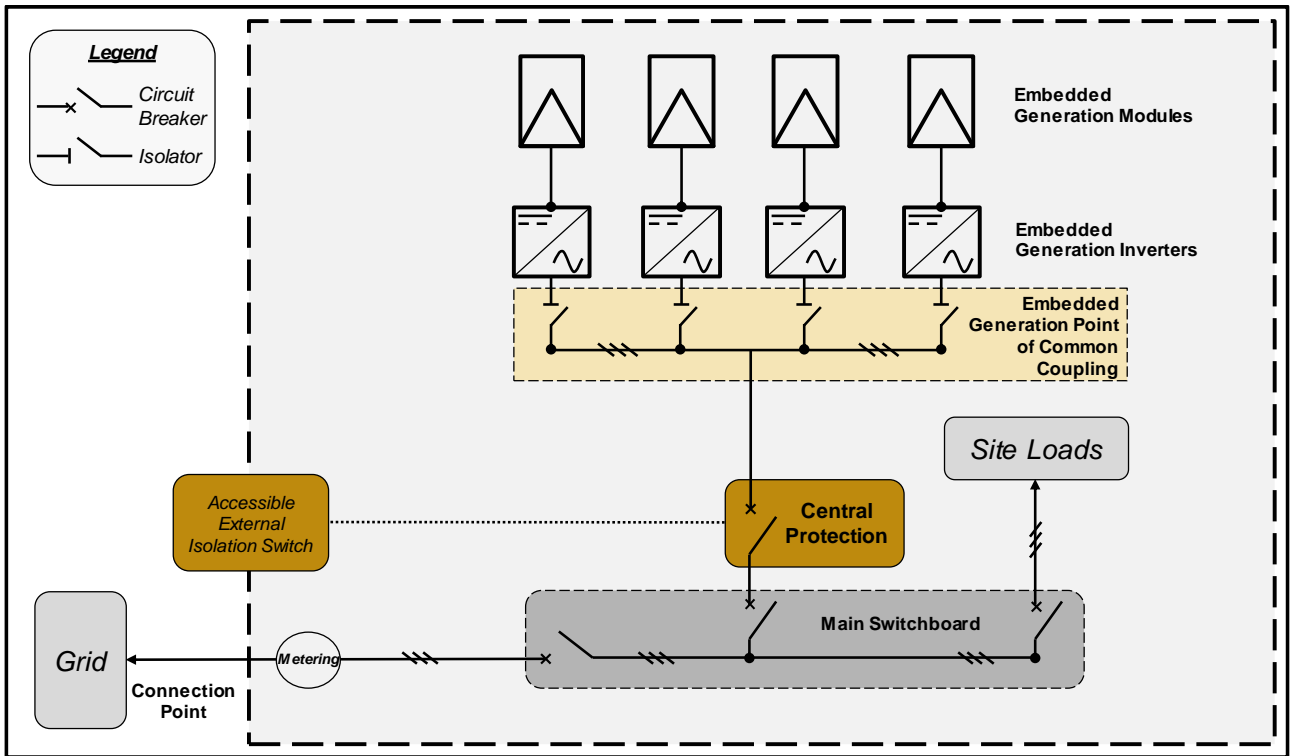 Legend
Circuit
Breaker
Isolator
Embedded
Generation Modules
Embedded
Generation Inverters
Embedded
Generation Point
of Common
Coupling
Site Loads
Accessible
External
Isolation Switch
Central
Protection
Main Switchboard
Grid
Metering
Connection
Point